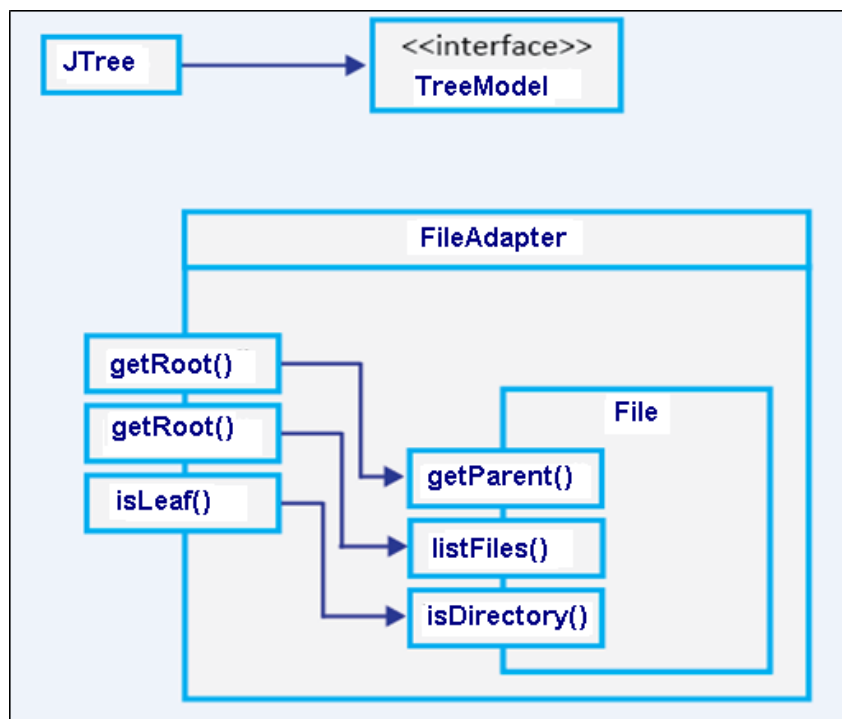 JTree
<<interface>>
TreeModel
FileAdapter
getRoot()
getRoot()
isLeaf()
File
getParent()
listFiles()
isDirectory()